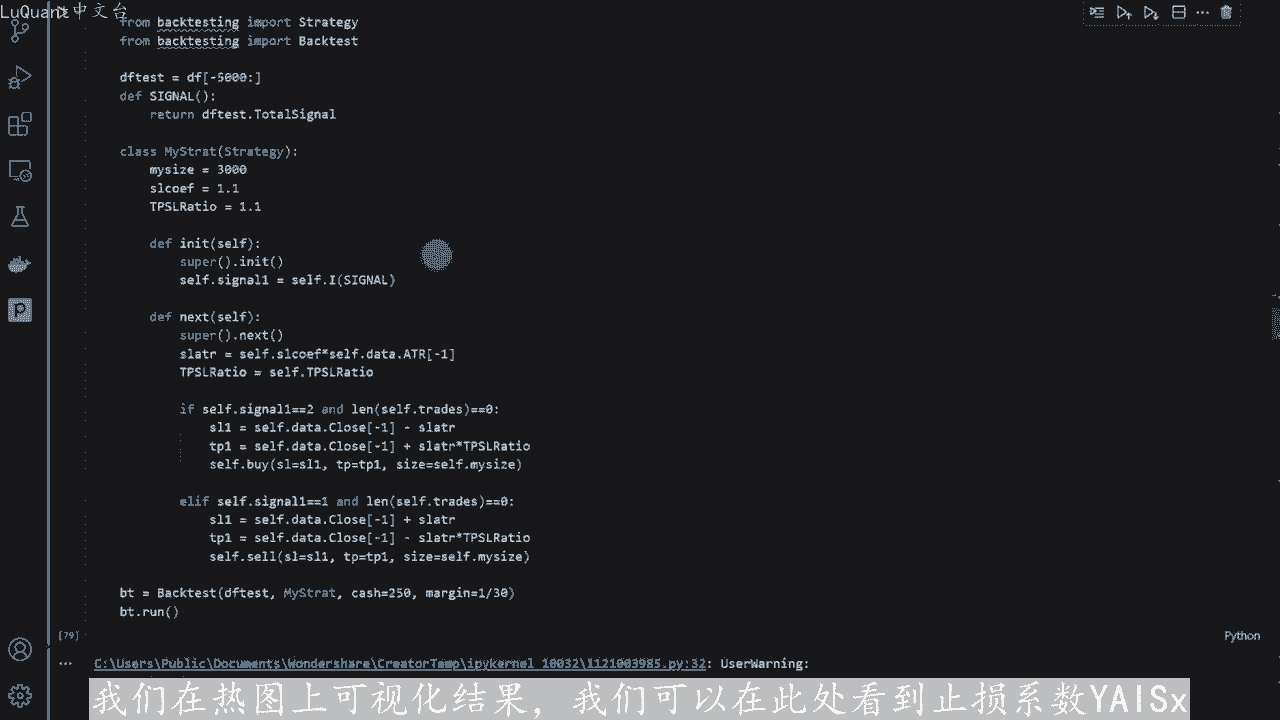 LuQuant中文台
from backtesting import Strategy
from backtesting import Backtest
dftest = df[-5000:]
def SIGNAL():
return dftest.TotalSignal
class MyStrat(Strategy):
mysize = 3000
slcoef = 1.1
TPSLRatio = 1.1
def init(self):
super().init()
self.signal1 = self.I(SIGNAL)
def next(self):
super().next()
slatr = self.slcoef*self.data.ATR[-1]
TPSLRatio = self.TPSLRatio
if self.signal1==2 and len(self.trades)==0:
sl1 = self.data.Close[-1] - slatr
tp1 = self.data.Close[-1] + slatr*TPSLRatio
self.buy(sl=sl1, tp=tp1, size=self.mysize)
elif self.signal1==1 and len(self.trades)==0:
sl1 = self.data.Close[-1] + slatr
tp1 = self.data.Close[-1] - slatr*TPSLRatio
self.sell(sl=sl1, tp=tp1, size=self.mysize)
bt = Backtest(dftest, MyStrat, cash=250, margin=1/30)
bt.run()
[79]
Python
... C:\Users\Public\Documents\Wondershare\CreatorTemp\ipykernel_10032\1121003985.py:32: UserWarning:
我们在热图上可视化结果，我们可以在此处看到止损系数YAISx